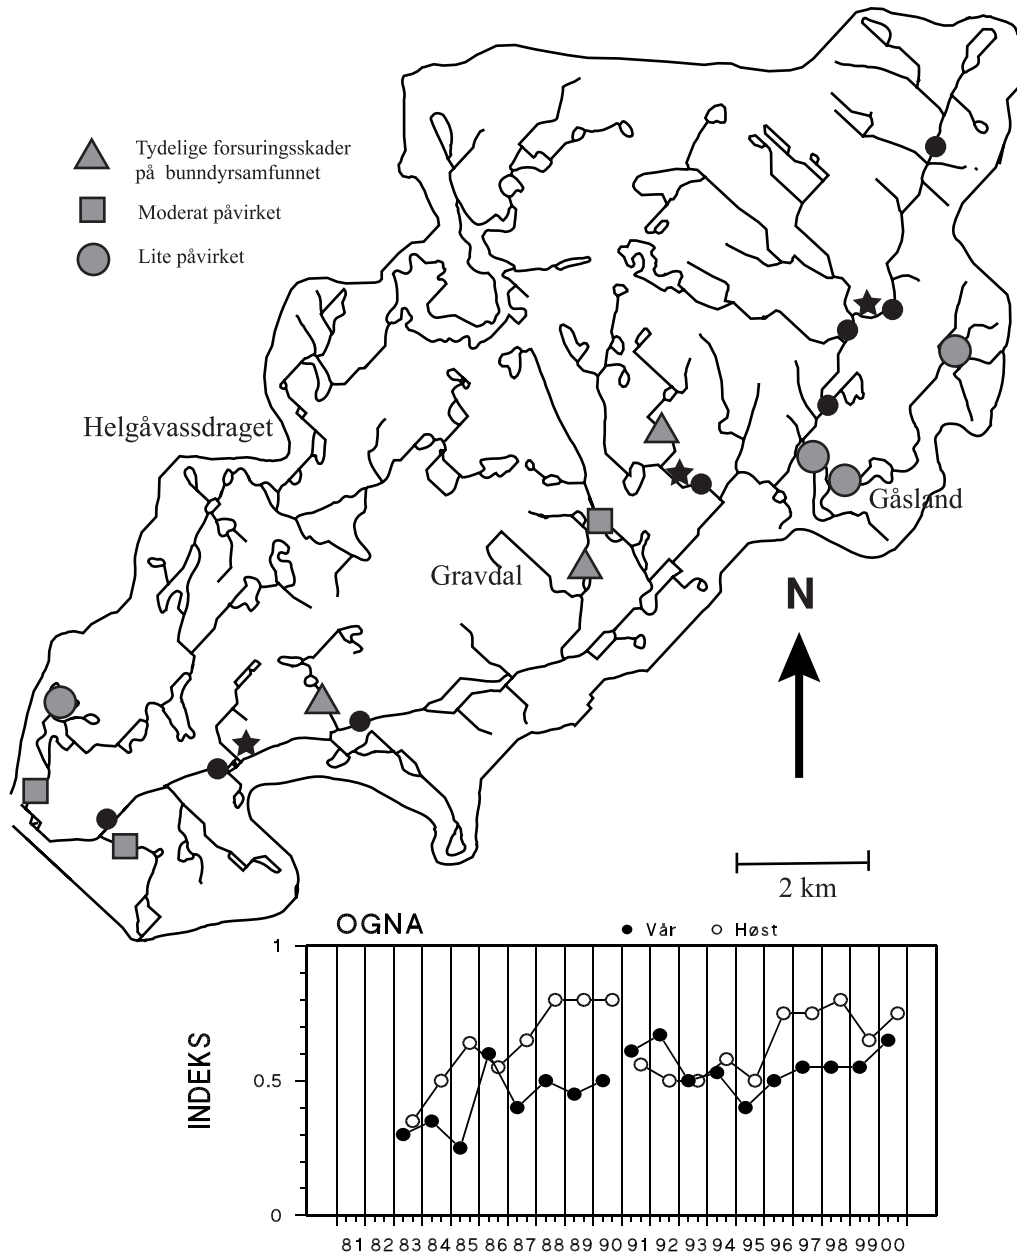 Tydelige forsuringsskader
på bunndyrsamfunnet
Moderat påvirket
Lite påvirket
Helgåvassdraget
Gåsland
Gravdal
N
2 km
OGNA
Vår Høst
INDEKS
1
0.5
0
81 82 83 84 85 86 87 88 89 90 91 92 93 94 95 96 97 98 99 00